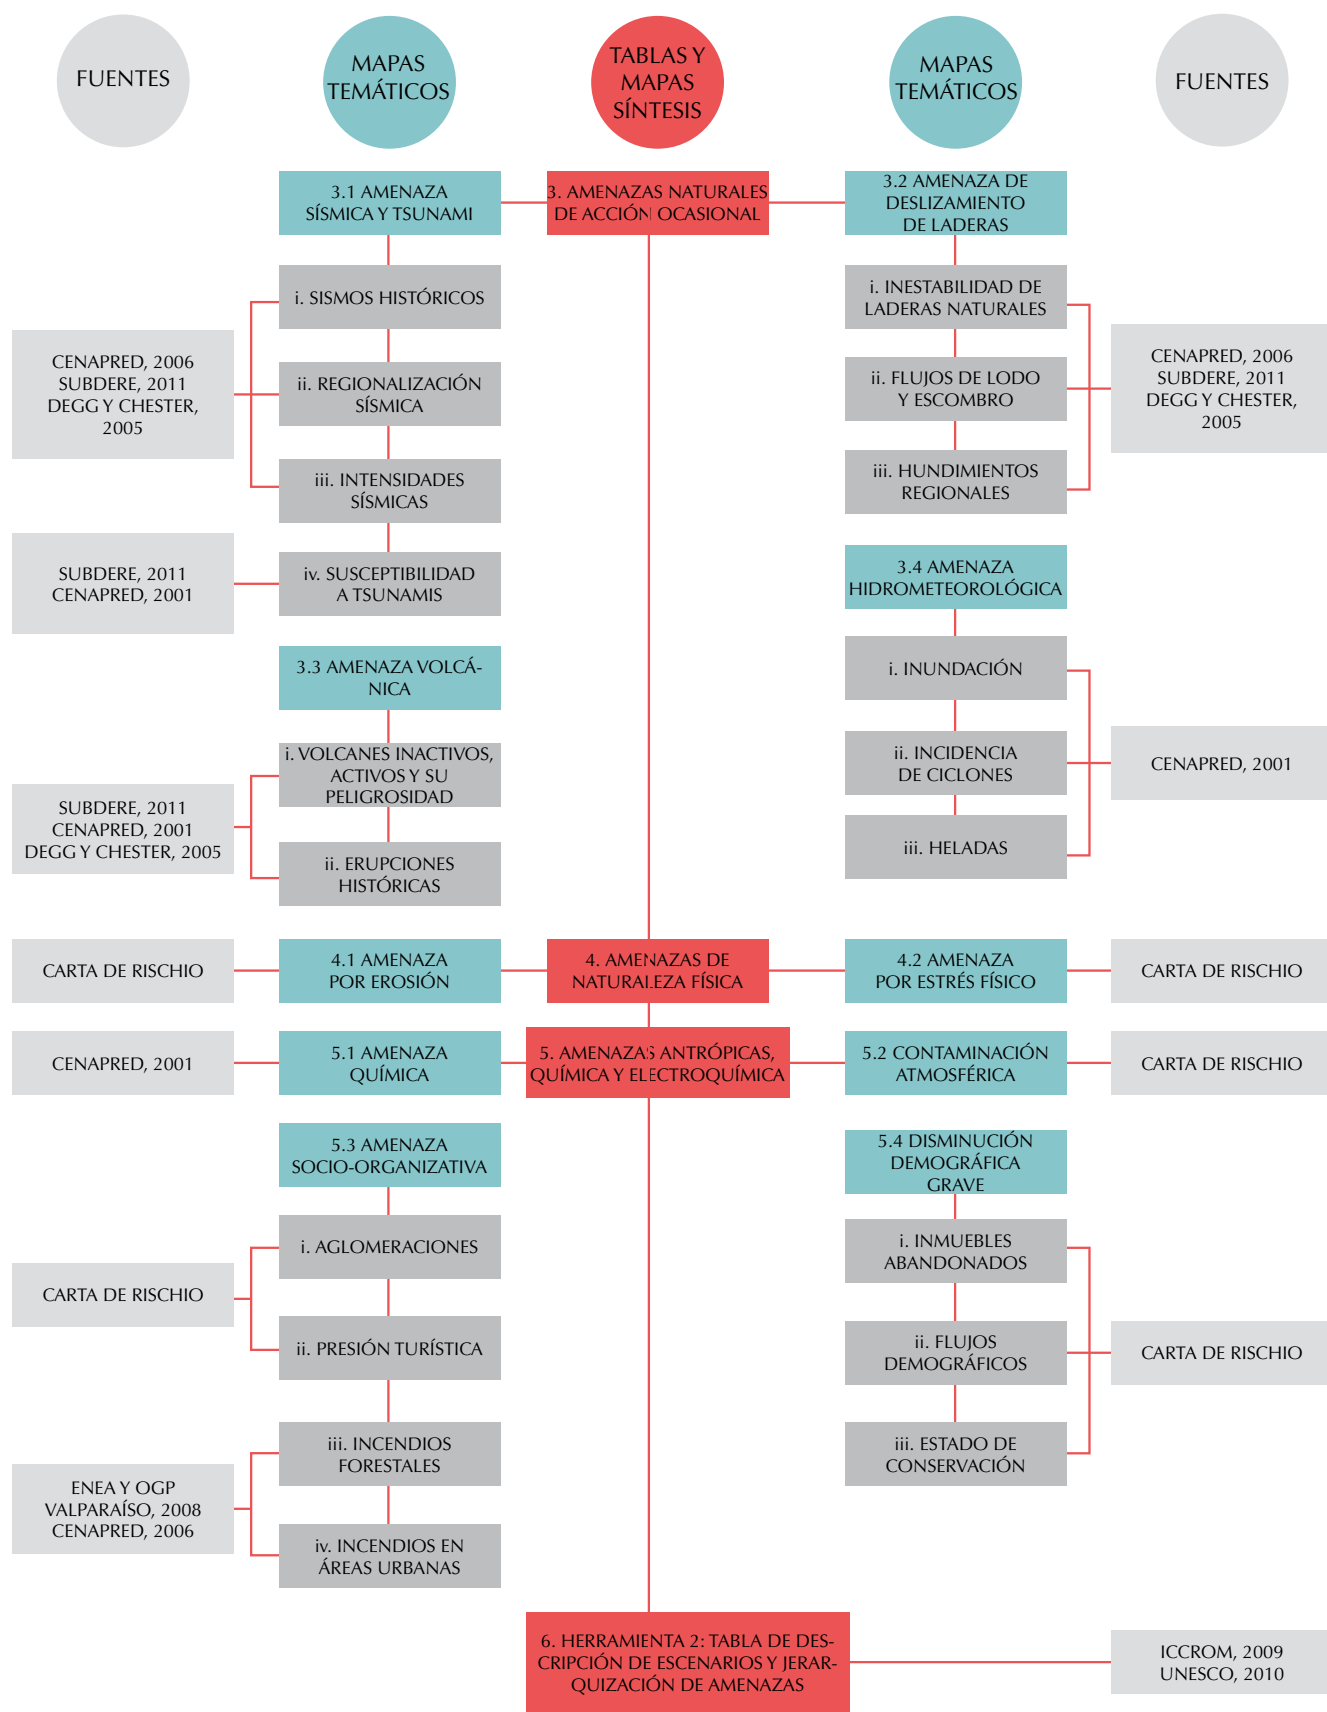 FUENTES
MAPAS
TEMÁTICOS
TABLAS Y
MAPAS
SÍNTESIS
MAPAS
TEMÁTICOS
FUENTES
3.1 AMENAZA
SÍSMICA Y TSUNAMI
3. AMENAZAS NATURALES
DE ACCIÓN OCASIONAL
3.2 AMENAZA DE
DESLIZAMIENTO
DE LADERAS
i. SISMOS HISTÓRICOS
ii. REGIONALIZACIÓN
SÍSMICA
iii. INTENSIDADES
SÍSMICAS
CENAPRED, 2006
SUBDERE, 2011
DEGG Y CHESTER,
2005
i. INESTABILIDAD DE
LADERAS NATURALES
ii. FLUJOS DE LODO
Y ESCOMBRO
iii. HUNDIMIENTOS
REGIONALES
CENAPRED, 2006
SUBDERE, 2011
DEGG Y CHESTER,
2005
SUBDERE, 2011
CENAPRED, 2001
iv. SUSCEPTIBILIDAD
A TSUNAMIS
3.4 AMENAZA
HIDROMETEOROLÓGICA
3.3 AMENAZA VOLCÁ-
NICA
i. VOLCANES INACTIVOS,
ACTIVOS Y SU
PELIGROSIDAD
ii. ERUPCIONES
HISTÓRICAS
SUBDERE, 2011
CENAPRED, 2001
DEGG Y CHESTER, 2005
i. INUNDACIÓN
ii. INCIDENCIA
DE CICLONES
iii. HELADAS
CENAPRED, 2001
CARTA DE RISCHIO
4.1 AMENAZA
POR EROSIÓN
4. AMENAZAS DE
NATURALEZA FÍSICA
4.2 AMENAZA
POR ESTRÉS FÍSICO
CARTA DE RISCHIO
CENAPRED, 2001
5.1 AMENAZA
QUÍMICA
5. AMENAZAS ANTRÓPICAS,
QUÍMICA Y ELECTROQUÍMICA
5.2 CONTAMINACIÓN
ATMOSFÉRICA
CARTA DE RISCHIO
5.3 AMENAZA
SOCIO-ORGANIZATIVA
5.4 DISMINUCIÓN
DEMOGRÁFICA
GRAVE
i. AGLOMERACIONES
ii. PRESIÓN TURÍSTICA
CARTA DE RISCHIO
i. INMUEBLES
ABANDONADOS
ii. FLUJOS
DEMOGRÁFICOS
iii. ESTADO DE
CONSERVACIÓN
CARTA DE RISCHIO
iii. INCENDIOS
FORESTALES
iv. INCENDIOS EN
ÁREAS URBANAS
ENEA Y OGP
VALPARAÍSO, 2008
CENAPRED, 2006
6. HERRAMIENTA 2: TABLA DE DES-
CRIPCIÓN DE ESCENARIOS Y JERAR-
QUIZACIÓN DE AMENAZAS
ICCROM, 2009
UNESCO, 2010